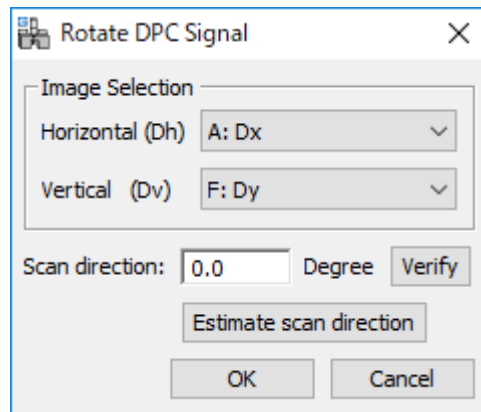 Rotate DPC Signal
Image Selection
Horizontal (Dh) A: Dx
Vertical (Dv) F: Dy
Scan direction: 0.0 Degree Verify
Estimate scan direction
OK Cancel